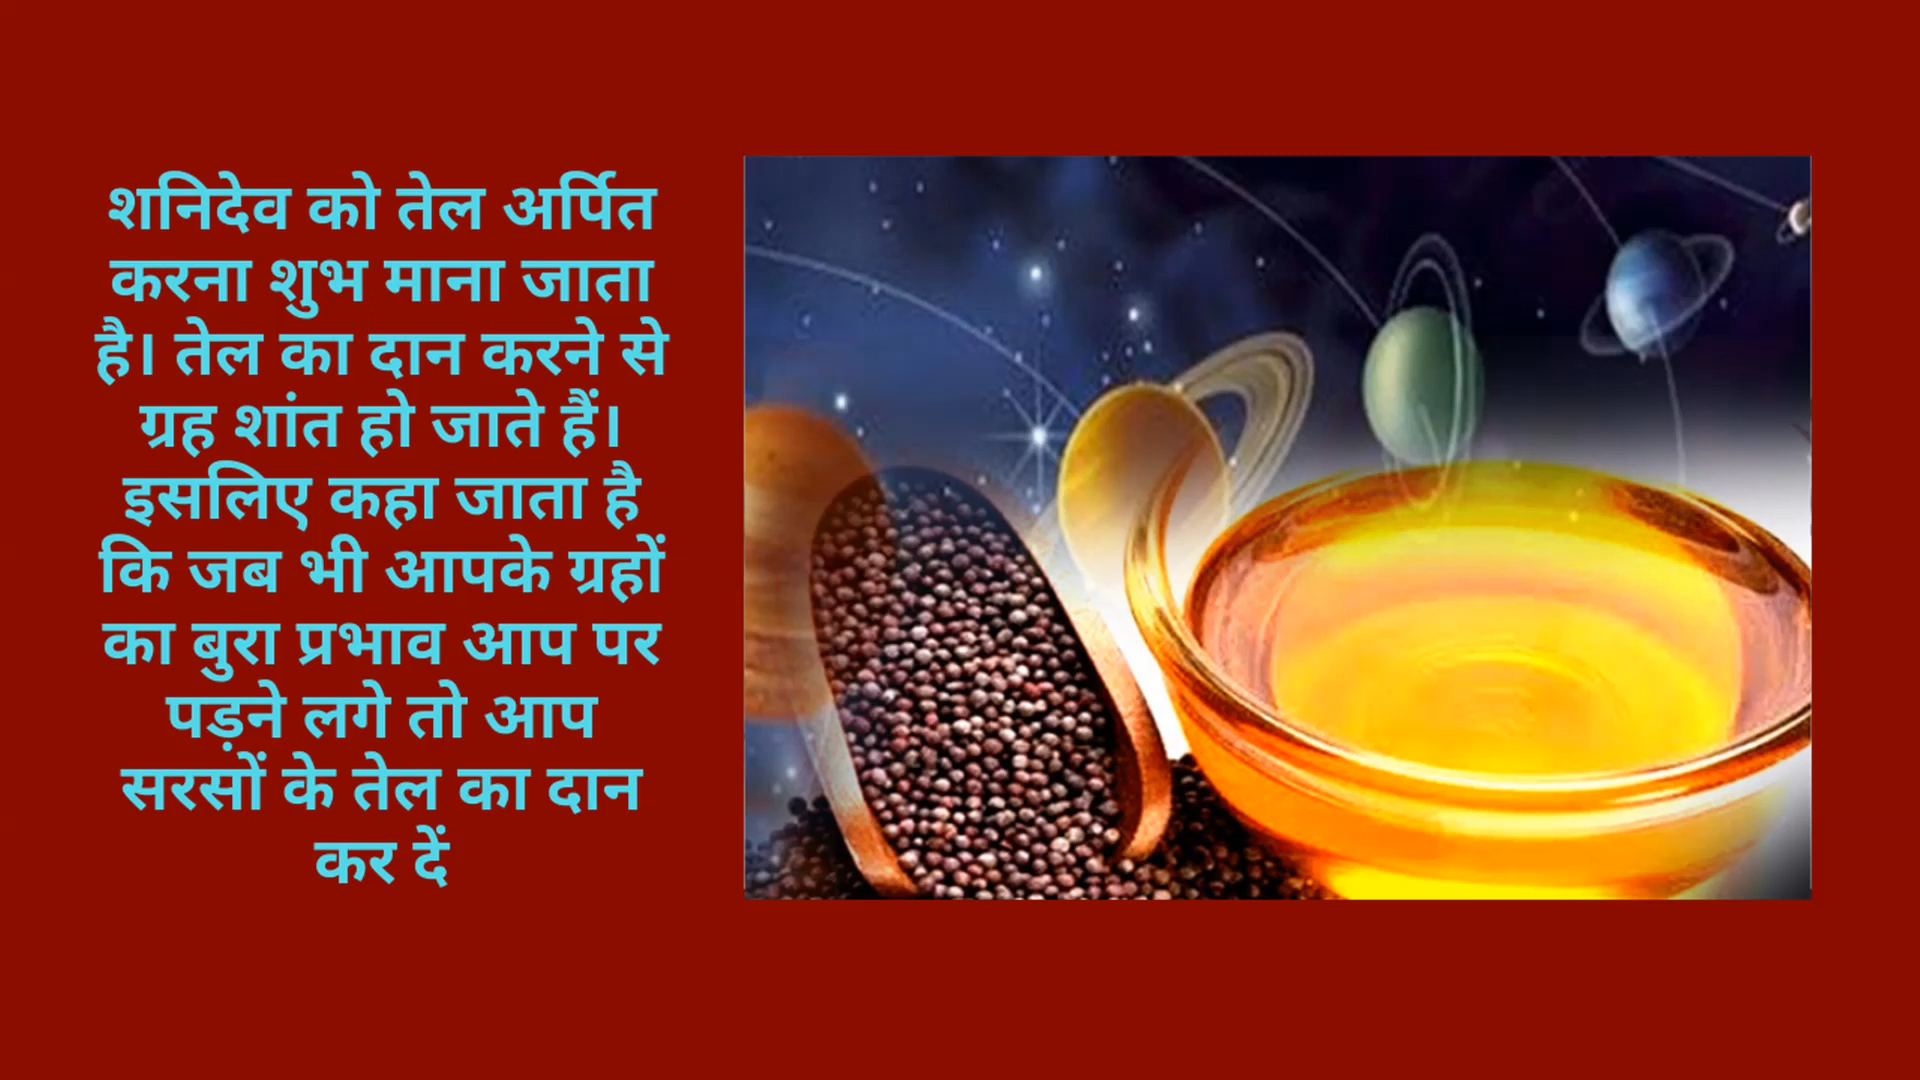 शनिदेव को तेल अर्पित
करना शुभ माना जाता
है। तेल का दान करने से
ग्रह शांत हो जाते हैं।
इसलिए कहा जाता है
कि जब भी आपके ग्रहों
का बुरा प्रभाव आप पर
पड़ने लगे तो आप
सरसों के तेल का दान
कर दें